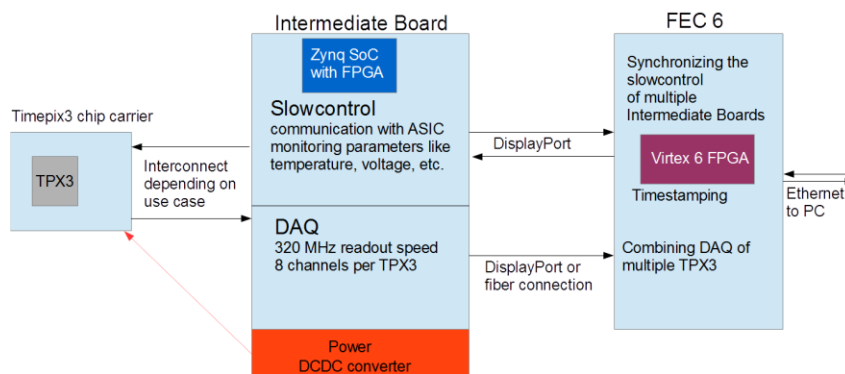 Intermediate Board
FEC 6
Zynq SoC
with FPGA
Slowcontrol
communication with ASIC
monitoring parameters like
temperature, voltage, etc.
Timepix3 chip carrier
TPX3
Interconnect
depending on
use case
DisplayPort
Synchronizing the
slowcontrol
of multiple
Intermediate Boards
Virtex 6 FPGA
Timestamping
Ethernet
to PC
DAQ
320 MHz readout speed
8 channels per TPX3
DisplayPort or
fiber connection
Combining DAQ of
multiple TPX3
Power
DCDC converter